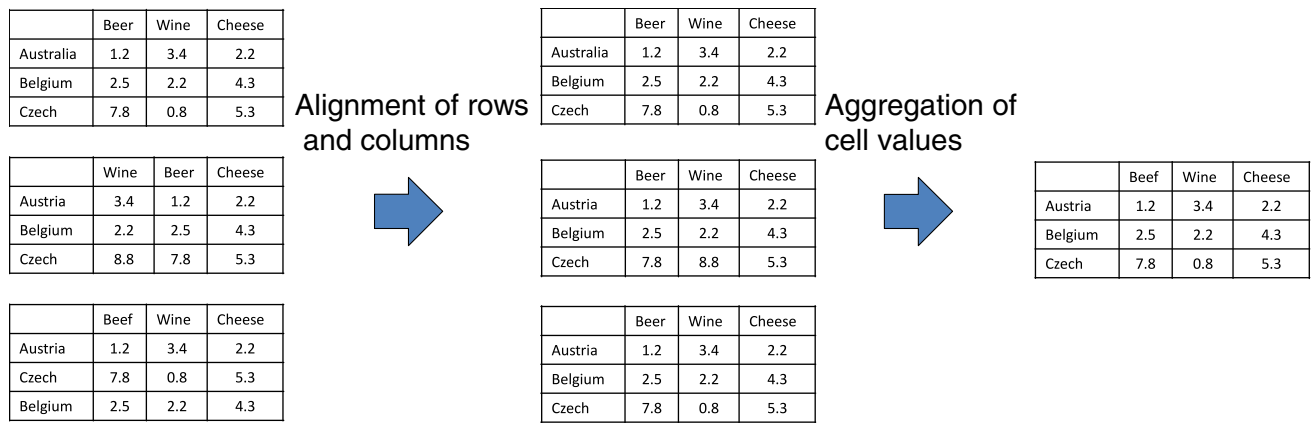 Beer Wine Cheese
Australia 1.2 3.4 2.2
Belgium 2.5 2.2 4.3
Czech 7.8 0.8 5.3
Wine Beer Cheese
Austria 3.4 1.2 2.2
Belgium 2.2 2.5 4.3
Czech 8.8 7.8 5.3
Beef Wine Cheese
Austria 1.2 3.4 2.2
Czech 7.8 0.8 5.3
Belgium 2.5 2.2 4.3
Alignment of rows
and columns
Beer Wine Cheese
Australia 1.2 3.4 2.2
Belgium 2.5 2.2 4.3
Czech 7.8 0.8 5.3
Beer Wine Cheese
Austria 1.2 3.4 2.2
Belgium 2.5 2.2 4.3
Czech 7.8 8.8 5.3
Beer Wine Cheese
Austria 1.2 3.4 2.2
Belgium 2.5 2.2 4.3
Czech 7.8 0.8 5.3
Aggregation of
cell values
Beef Wine Cheese
Austria 1.2 3.4 2.2
Belgium 2.5 2.2 4.3
Czech 7.8 0.8 5.3